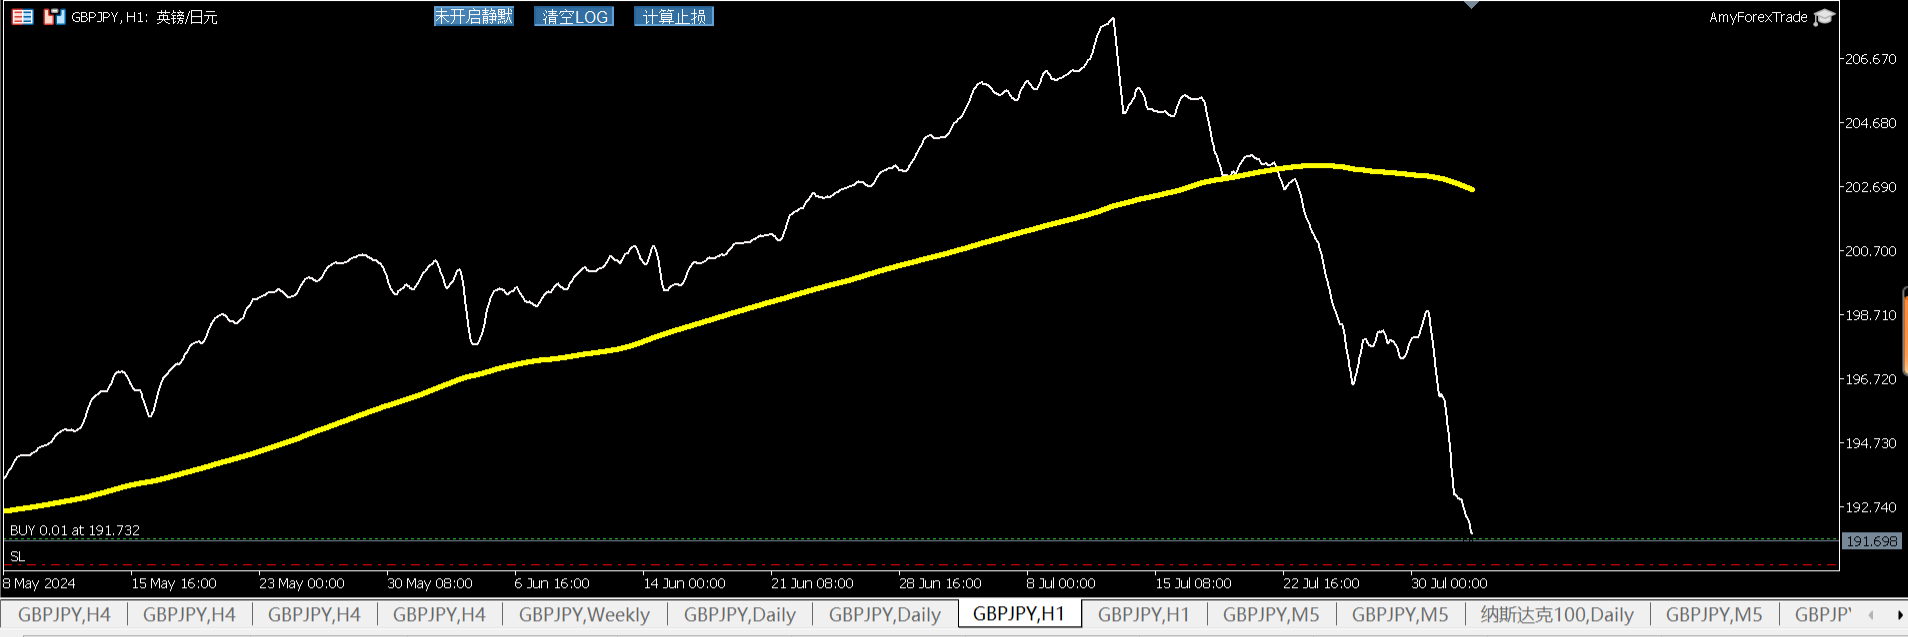 GBPJPY,H1: 英镑/日元
未开启静默
清空LOG
计算止损
AmyForexTrade
206.670
204.680
202.690
200.700
198.710
196.720
194.730
192.740
191.698
BUY 0.01 at 191.732
SL
8 May 2024
15 May 16:00
23 May 00:00
30 May 08:00
6 Jun 16:00
14 Jun 00:00
21 Jun 08:00
28 Jun 16:00
8 Jul 00:00
15 Jul 08:00
22 Jul 16:00
30 Jul 00:00
GBPJPY,H4
GBPJPY,H4
GBPJPY,H4
GBPJPY,H4
GBPJPY,Weekly
GBPJPY,Daily
GBPJPY,Daily
GBPJPY,H1
GBPJPY,H1
GBPJPY,M5
GBPJPY,M5
纳斯达克100,Daily
GBPJPY,M5